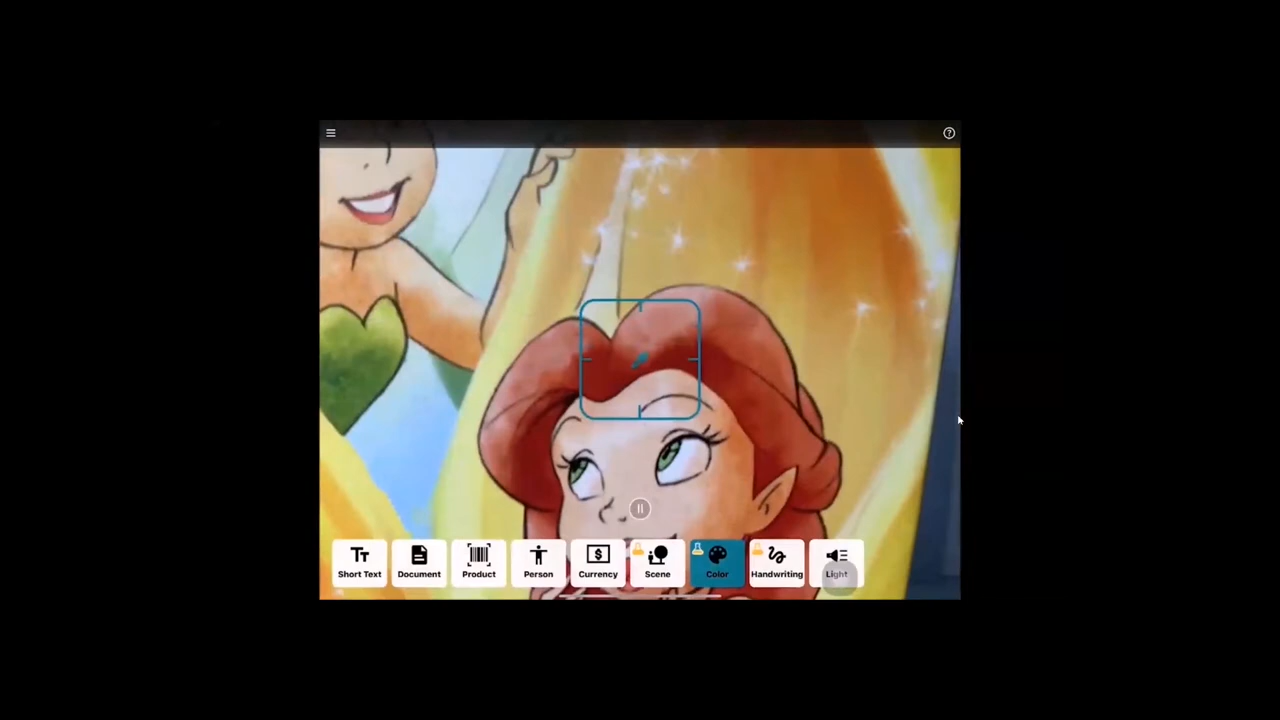 Short Text
Document
Product
Person
Currency
Scene
Color
Handwriting
Light